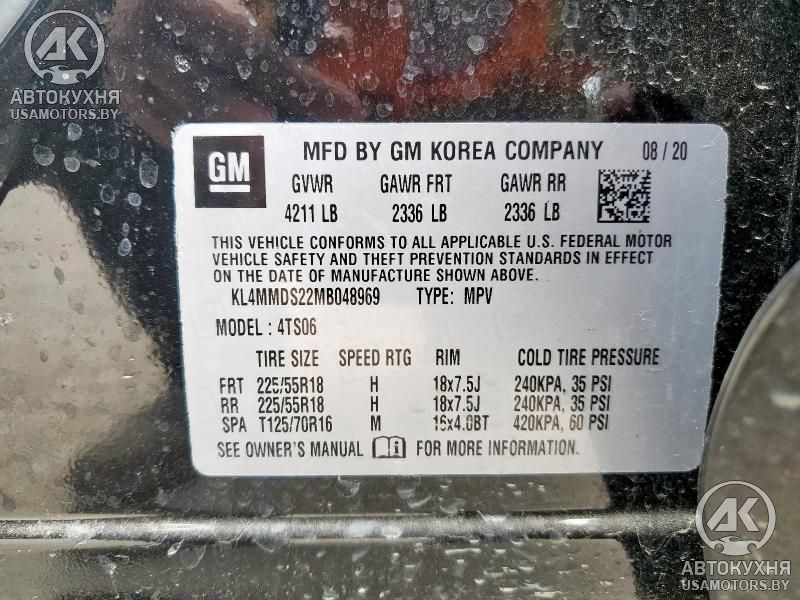 АК
АВТОКУХНЯ
USAMOTORS.BY
GM
MFD BY GM KOREA COMPANY 08 / 20
GVWR GAWR FRT GAWR RR
4211 LB 2336 LB 2336 LB
THIS VEHICLE CONFORMS TO ALL APPLICABLE U.S. FEDERAL MOTOR
VEHICLE SAFETY AND THEFT PREVENTION STANDARDS IN EFFECT
ON THE DATE OF MANUFACTURE SHOWN ABOVE.
KL4MMDS22MB048969 TYPE: MPV
MODEL : 4TS06
TIRE SIZE SPEED RTG RIM COLD TIRE PRESSURE
FRT 225/55R18 H 18x7.5J 240KPA, 35 PSI
RR 225/55R18 H 18x7.5J 240KPA, 35 PSI
SPA T125/70R16 M 16x4.0BT 420KPA, 60 PSI
SEE OWNER'S MANUAL FOR MORE INFORMATION.
АК
АВТОКУХНЯ
USAMOTORS.BY